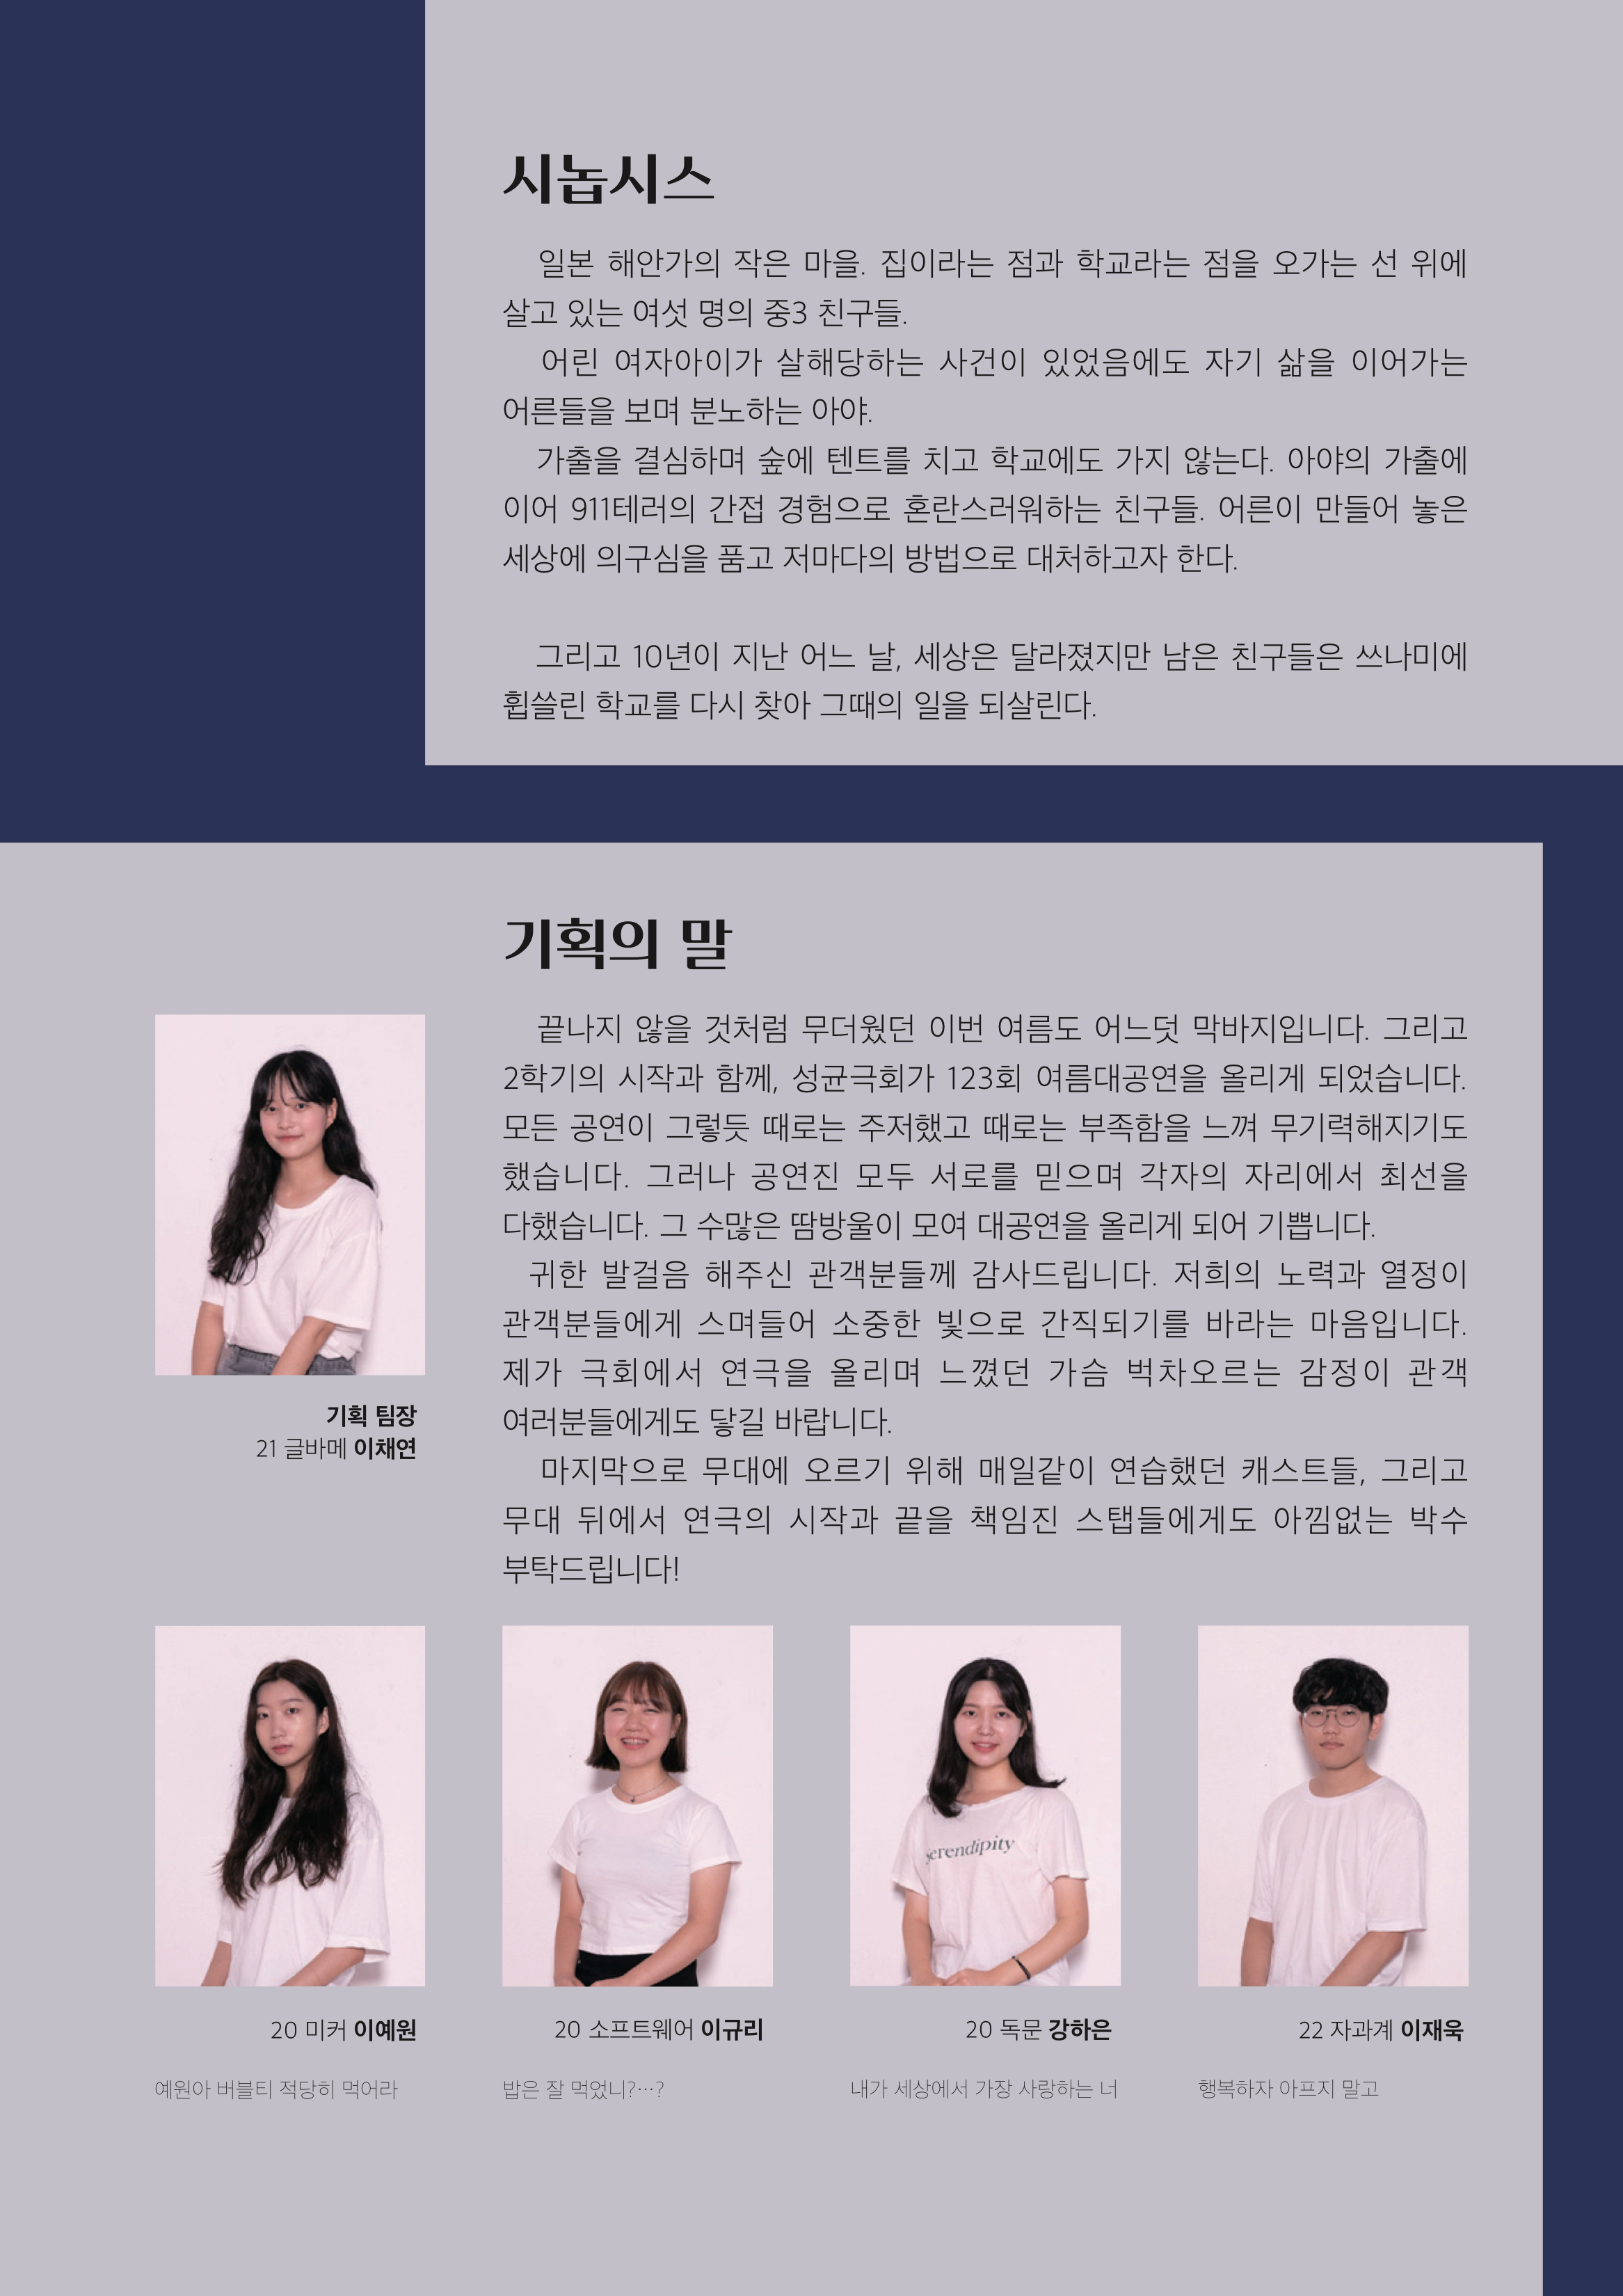 시놉시스
일본 해안가의 작은 마을. 집이라는 점과 학교라는 점을 오가는 선 위에
살고 있는 여섯 명의 중3 친구들.
어린 여자아이가 살해당하는 사건이 있었음에도 자기 삶을 이어가는
어른들을 보며 분노하는 아야.
가출을 결심하며 숲에 텐트를 치고 학교에도 가지 않는다. 아야의 가출에
이어 911테러의 간접 경험으로 혼란스러워하는 친구들. 어른이 만들어 놓은
세상에 의구심을 품고 저마다의 방법으로 대처하고자 한다.
그리고 10년이 지난 어느 날, 세상은 달라졌지만 남은 친구들은 쓰나미에
휩쓸린 학교를 다시 찾아 그때의 일을 되살린다.
기획의 말
끝나지 않을 것처럼 무더웠던 이번 여름도 어느덧 막바지입니다. 그리고
2학기의 시작과 함께, 성균극회가 123회 여름대공연을 올리게 되었습니다.
모든 공연이 그렇듯 때로는 주저했고 때로는 부족함을 느껴 무기력해지기도
했습니다. 그러나 공연진 모두 서로를 믿으며 각자의 자리에서 최선을
다했습니다. 그 수많은 땀방울이 모여 대공연을 올리게 되어 기쁩니다.
귀한 발걸음 해주신 관객분들께 감사드립니다. 저희의 노력과 열정이
관객분들에게 스며들어 소중한 빛으로 간직되기를 바라는 마음입니다.
제가 극회에서 연극을 올리며 느꼈던 가슴 벅차오르는 감정이 관객
여러분들에게도 닿길 바랍니다.
마지막으로 무대에 오르기 위해 매일같이 연습했던 캐스트들, 그리고
무대 뒤에서 연극의 시작과 끝을 책임진 스탭들에게도 아낌없는 박수
부탁드립니다!
기획 팀장
21 글바메 이채연
serendipity
20 미커 이예원
20 소프트웨어 이규리
20 독문 강하은
22 자과계 이재욱
예원아 버블티 적당히 먹어라
밥은 잘 먹었니?…?
내가 세상에서 가장 사랑하는 너
행복하자 아프지 말고